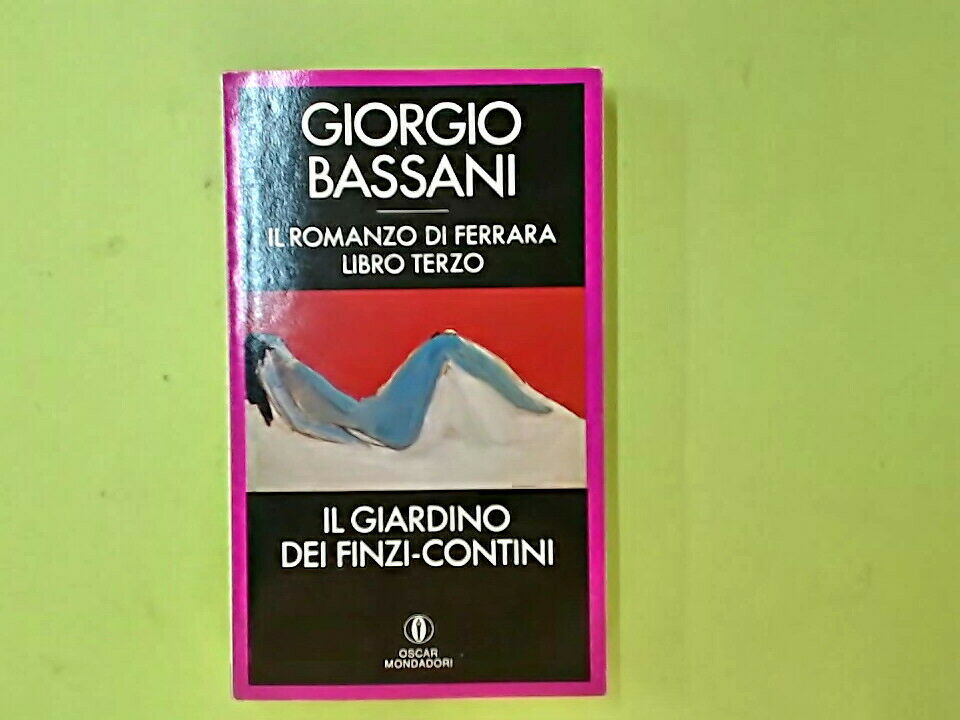 GIORGIO
BASSANI
IL ROMANZO DI FERRARA
LIBRO TERZO
IL GIARDINO
DEI FINZI-CONTINI
OSCAR
MONDADORI